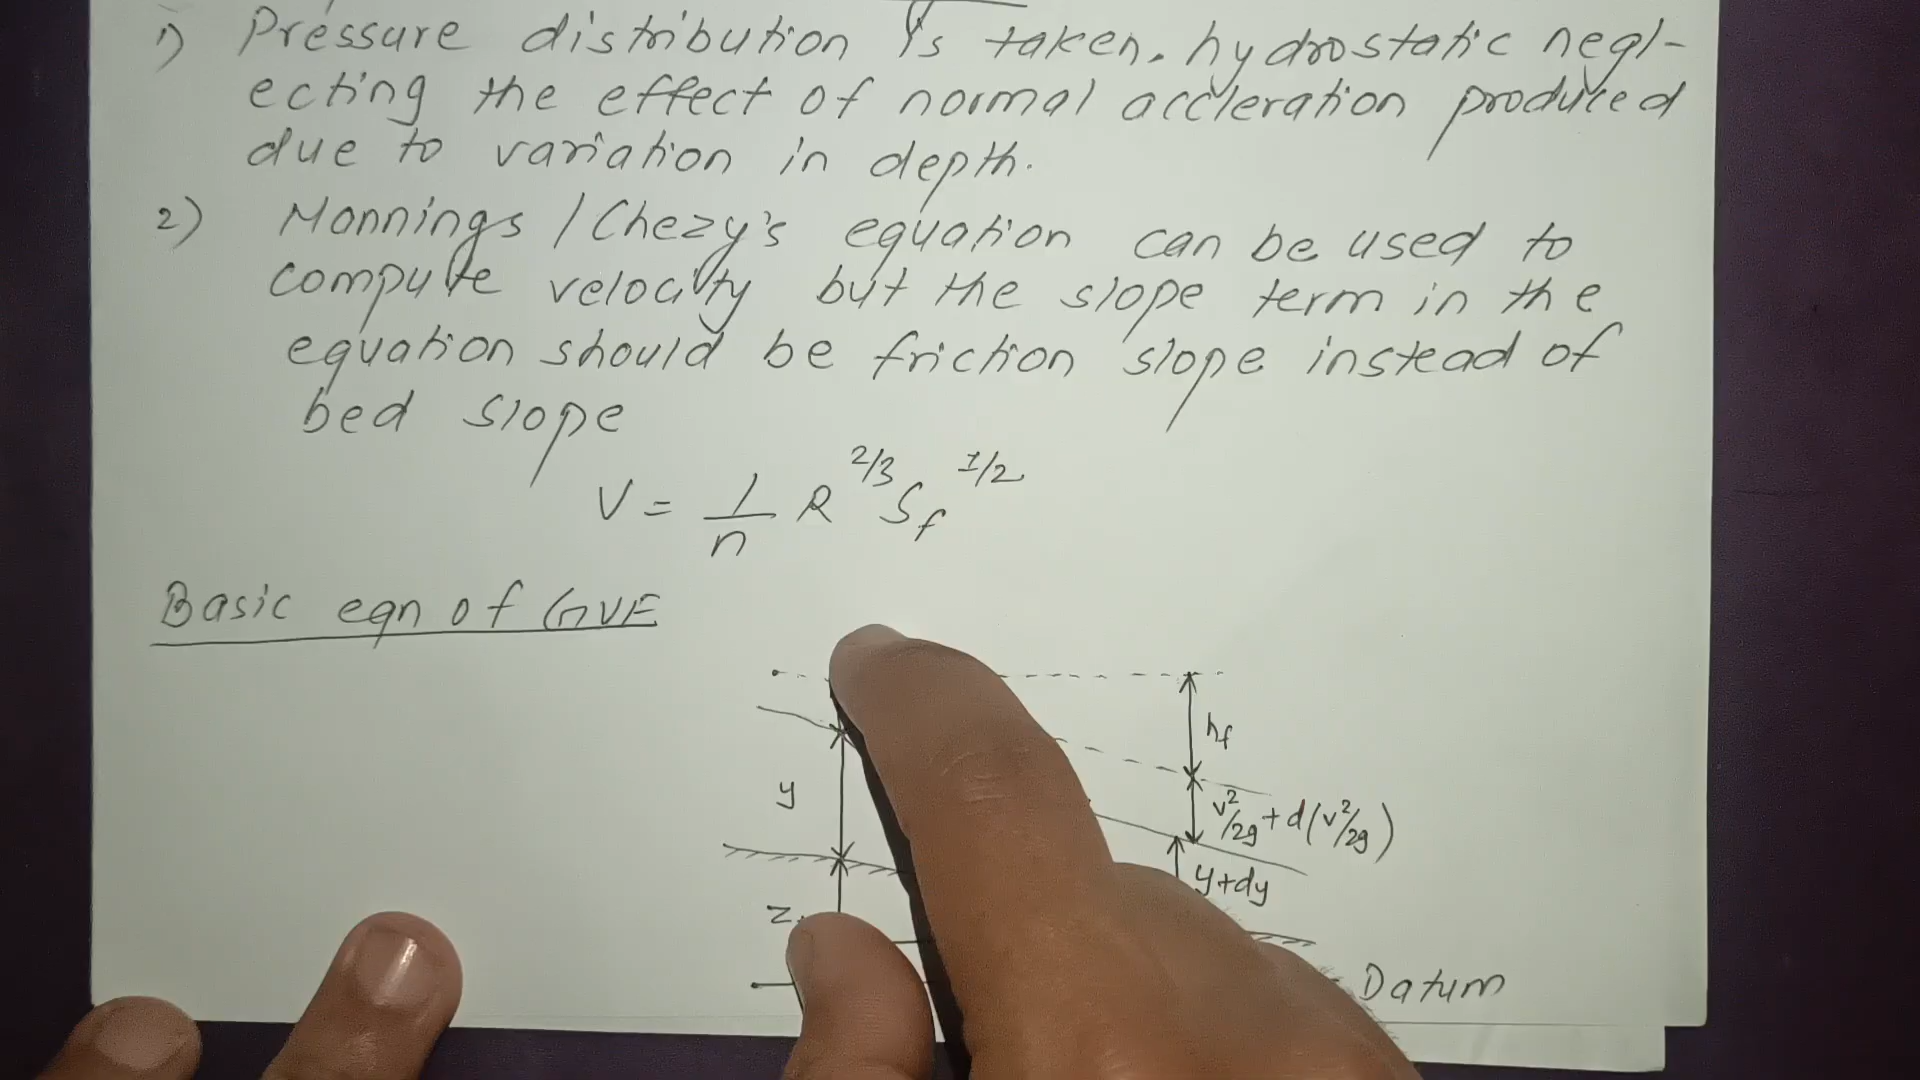 1) Pressure distribution is taken hydrostatic negl-
ecting the effect of normal accleration produced
due to variation in depth.
2) Mannings / Chezy's equation can be used to
compute velocity but the slope term in the
equation should be friction slope instead of
bed slope
V = 1/n R^2/3 Sf^1/2
Basic eqn of GVF
hf
y
v²/2g + d(v²/2g)
y+dy
z
Datum